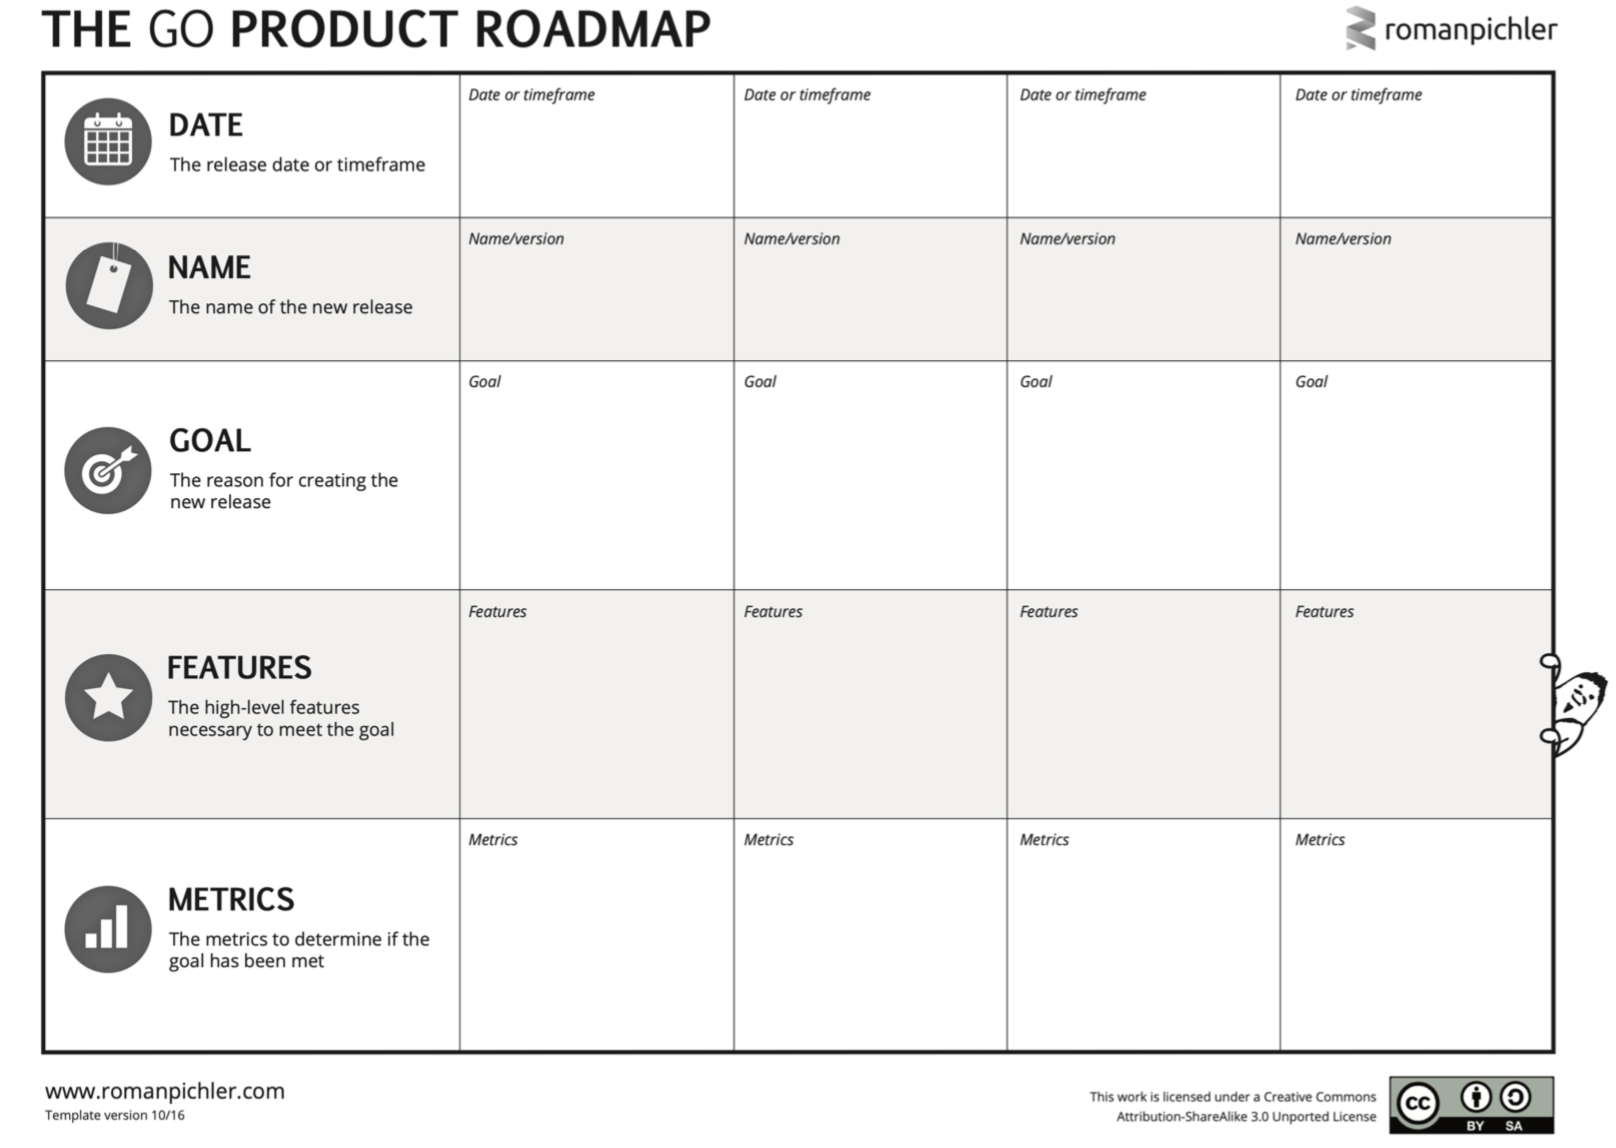 THE GO PRODUCT ROADMAP
romanpichler
DATE
The release date or timeframe
Date or timeframe
Date or timeframe
Date or timeframe
Date or timeframe
NAME
The name of the new release
Name/version
Name/version
Name/version
Name/version
GOAL
The reason for creating the
new release
Goal
Goal
Goal
Goal
FEATURES
The high-level features
necessary to meet the goal
Features
Features
Features
Features
METRICS
The metrics to determine if the
goal has been met
Metrics
Metrics
Metrics
Metrics
www.romanpichler.com
Template version 10/16
This work is licensed under a Creative Commons
Attribution-ShareAlike 3.0 Unported License
cc
BY SA